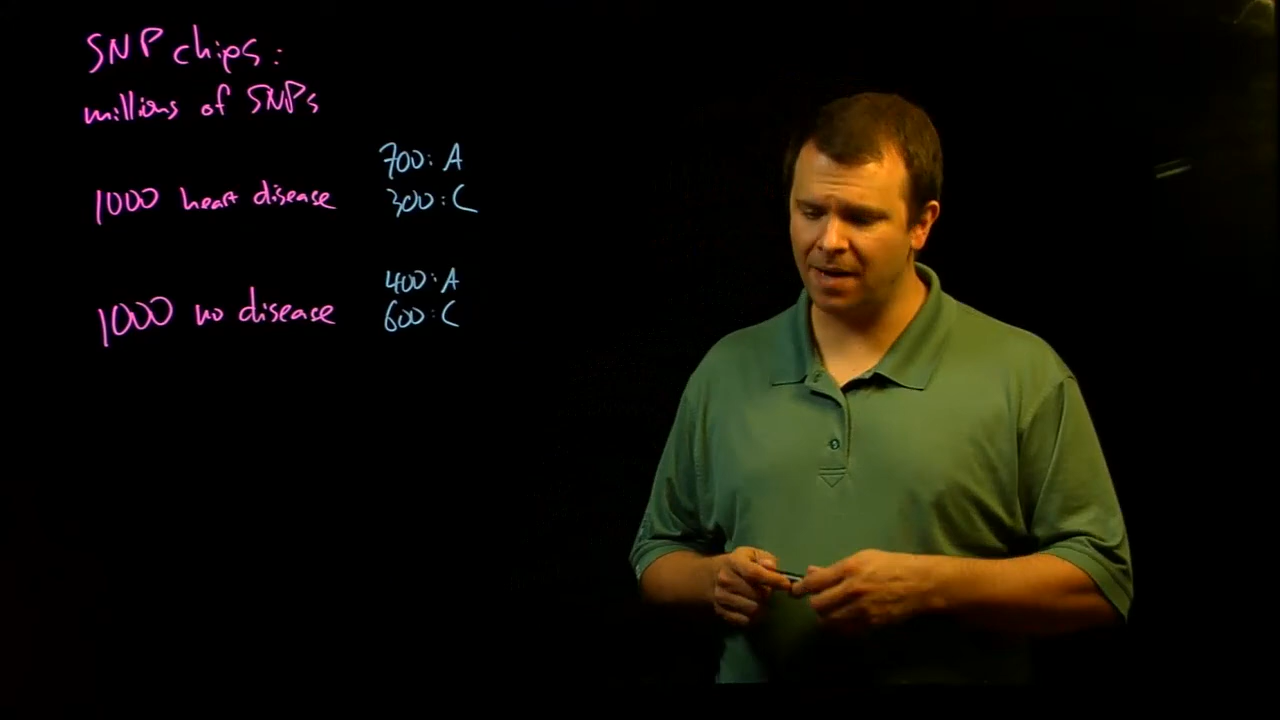 SNP chips:
millions of SNPs
700: A
1000 heart disease 300: C
400: A
1000 no disease 600: C